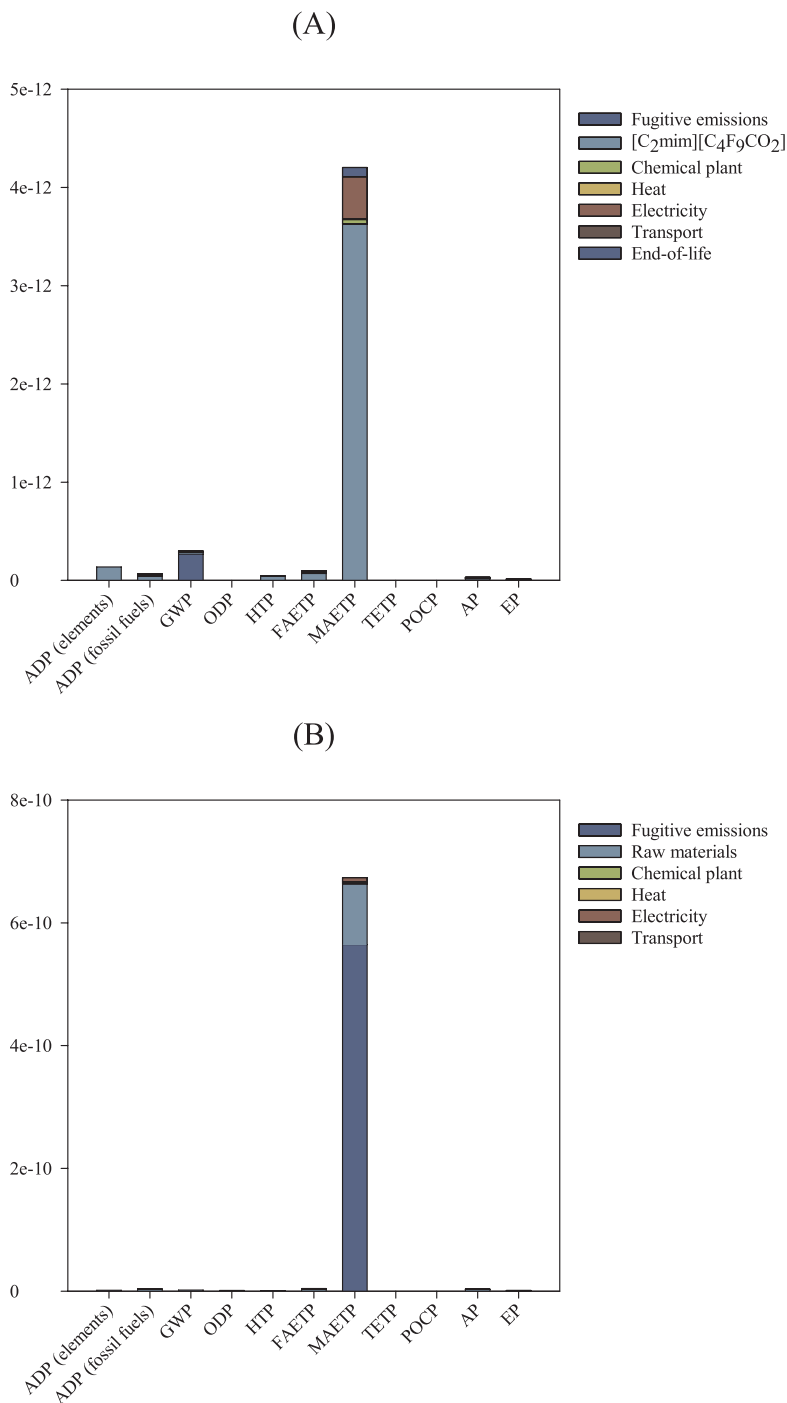 (A)
5e-12
4e-12
3e-12
2e-12
1e-12
0
ADP (elements)
ADP (fossil fuels)
GWP
ODP
HTP
FAETP
MAETP
TETP
POCP
AP
EP
Fugitive emissions
[C2mim][C4F9CO2]
Chemical plant
Heat
Electricity
Transport
End-of-life
(B)
8e-10
6e-10
4e-10
2e-10
0
ADP (elements)
ADP (fossil fuels)
GWP
ODP
HTP
FAETP
MAETP
TETP
POCP
AP
EP
Fugitive emissions
Raw materials
Chemical plant
Heat
Electricity
Transport